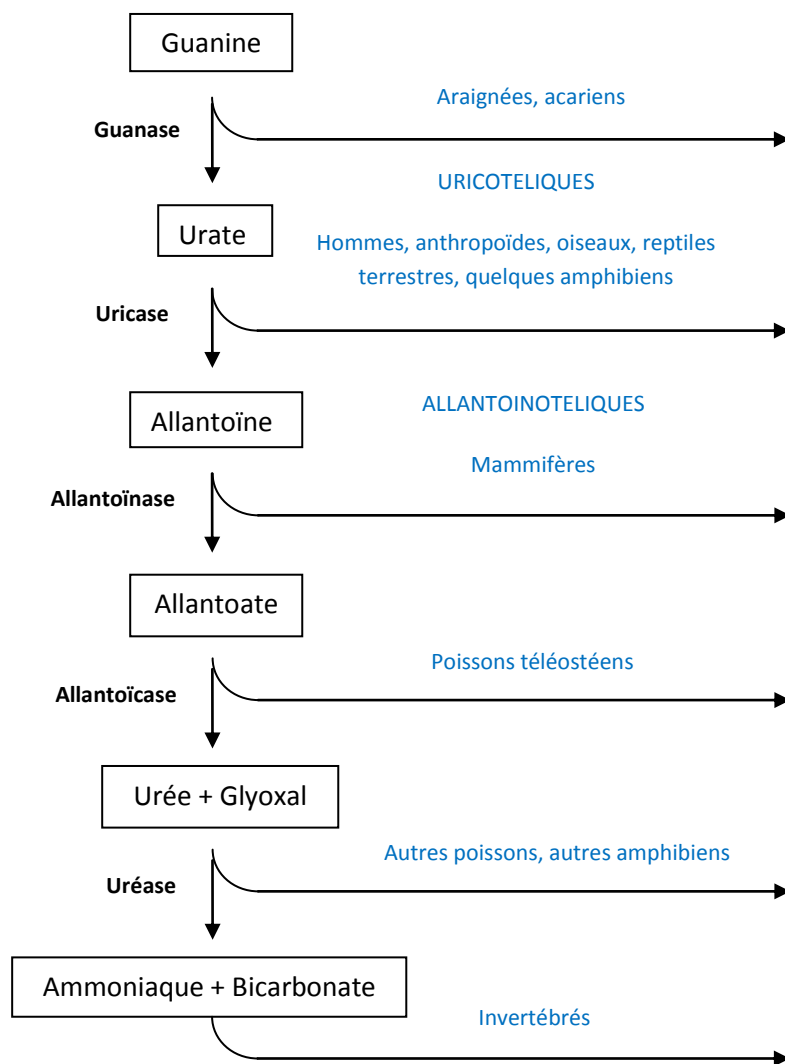 Guanine
Araignées, acariens
Guanase
URICOTELIQUES
Urate
Hommes, anthropoïdes, oiseaux, reptiles
terrestres, quelques amphibiens
Uricase
ALLANTOINOTELIQUES
Allantoïne
Mammifères
Allantoïnase
Allantoate
Poissons téléostéens
Allantoïcase
Urée + Glyoxal
Autres poissons, autres amphibiens
Uréase
Ammoniaque + Bicarbonate
Invertébrés